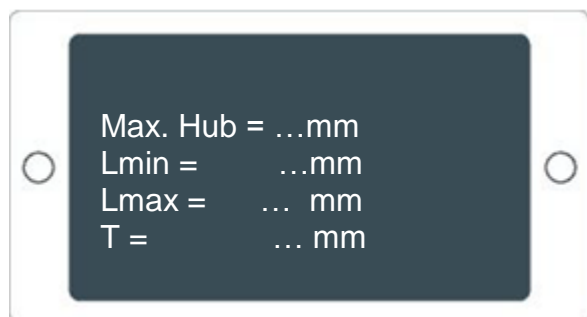 Max. Hub = …mm
Lmin = …mm
Lmax = … mm
T = … mm